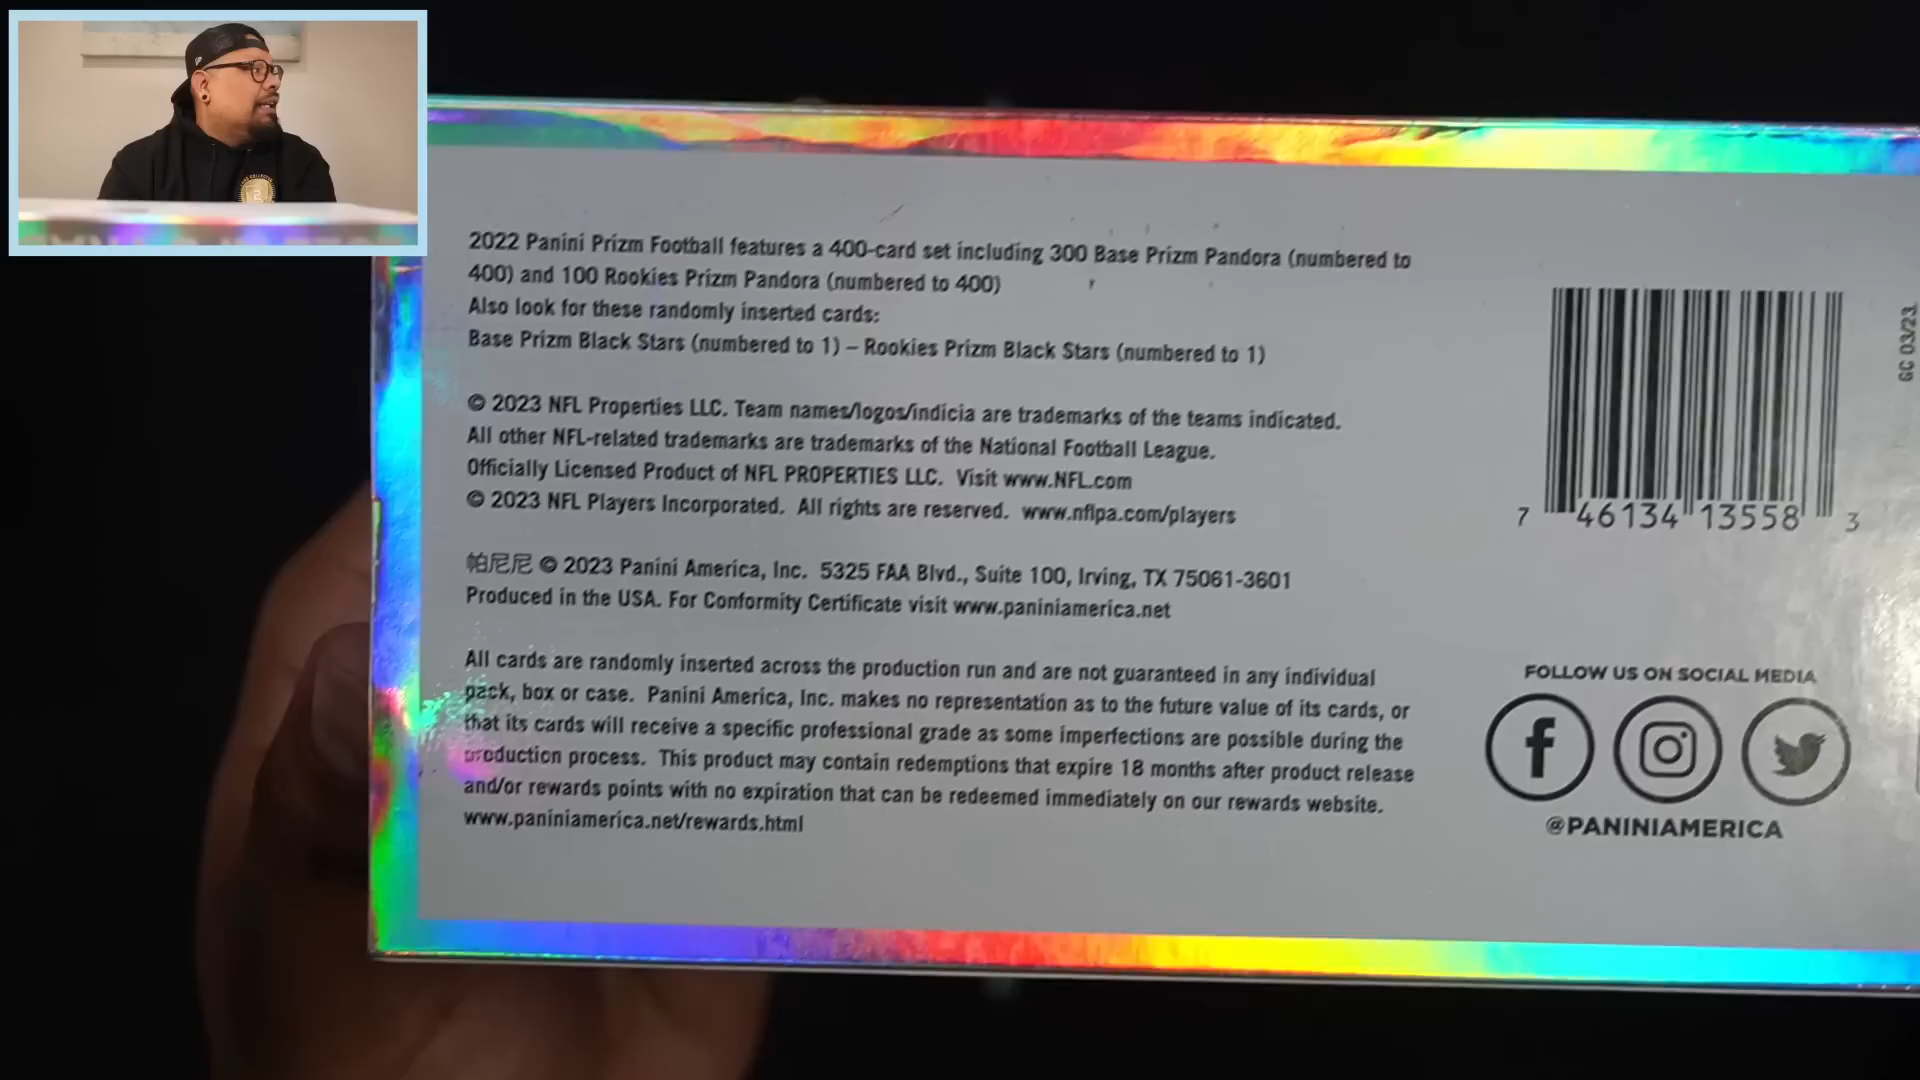 2022 Panini Prizm Football features a 400-card set including 300 Base Prizm Pandora (numbered to
400) and 100 Rookies Prizm Pandora (numbered to 400)
Also look for these randomly inserted cards:
Base Prizm Black Stars (numbered to 1) – Rookies Prizm Black Stars (numbered to 1)
© 2023 NFL Properties LLC. Team names/logos/indicia are trademarks of the teams indicated.
All other NFL-related trademarks are trademarks of the National Football League.
Officially Licensed Product of NFL PROPERTIES LLC. Visit www.NFL.com
© 2023 NFL Players Incorporated. All rights are reserved. www.nflpa.com/players
帕尼尼 © 2023 Panini America, Inc. 5325 FAA Blvd., Suite 100, Irving, TX 75061-3601
Produced in the USA. For Conformity Certificate visit www.paniniamerica.net
All cards are randomly inserted across the production run and are not guaranteed in any individual
pack, box or case. Panini America, Inc. makes no representation as to the future value of its cards, or
that its cards will receive a specific professional grade as some imperfections are possible during the
production process. This product may contain redemptions that expire 18 months after product release
and/or rewards points with no expiration that can be redeemed immediately on our rewards website.
www.paniniamerica.net/rewards.html
7 46134 13558 3
GC 03/23
FOLLOW US ON SOCIAL MEDIA
@PANINIAMERICA